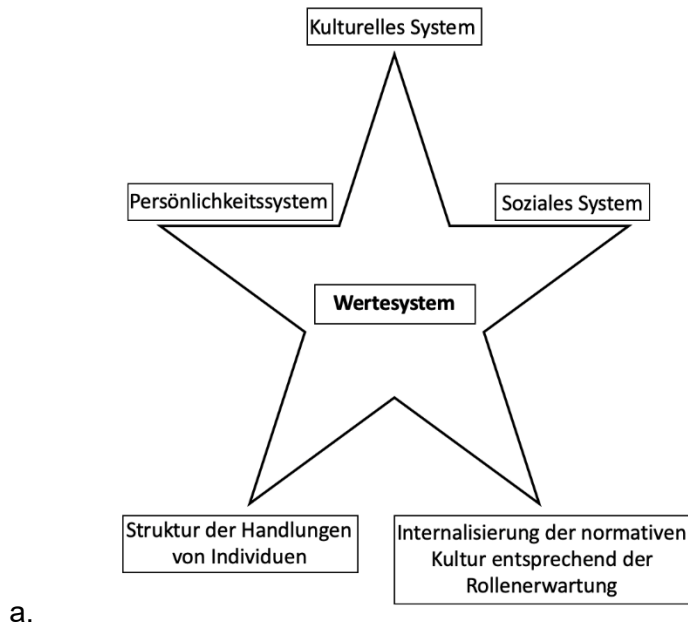 Kulturelles System
Persönlichkeitssystem
Soziales System
Wertesystem
Struktur der Handlungen
von Individuen
Internalisierung der normativen
Kultur entsprechend der
Rollenerwartung
a.